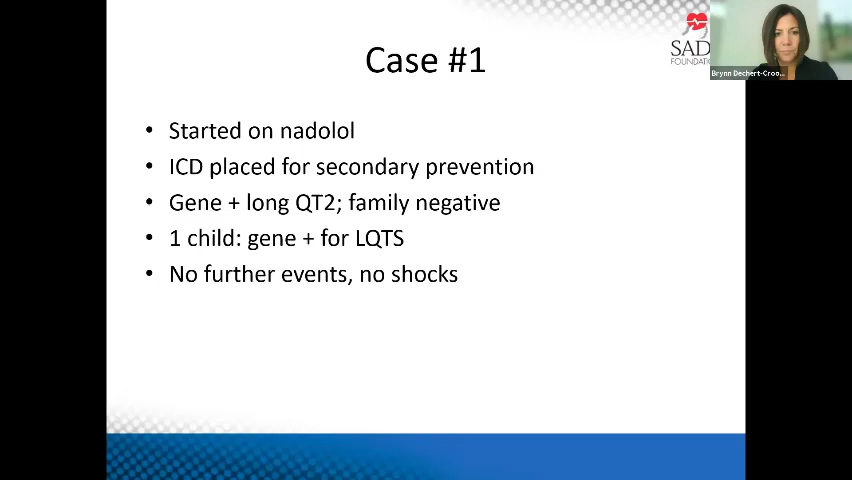 Case #1
SAD
FOUNDATIO
Brynn Dechert-Croo...
• Started on nadolol
• ICD placed for secondary prevention
• Gene + long QT2; family negative
• 1 child: gene + for LQTS
• No further events, no shocks